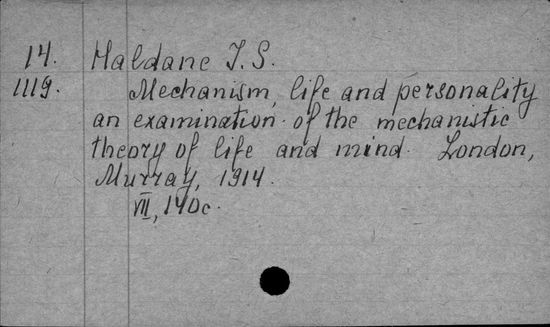 14. Haldane J. S.
1119. Mechanism, life and personality
an examination of the mechanistic
theory of life and mind. London,
Murray, 1914.
VII, 140c.